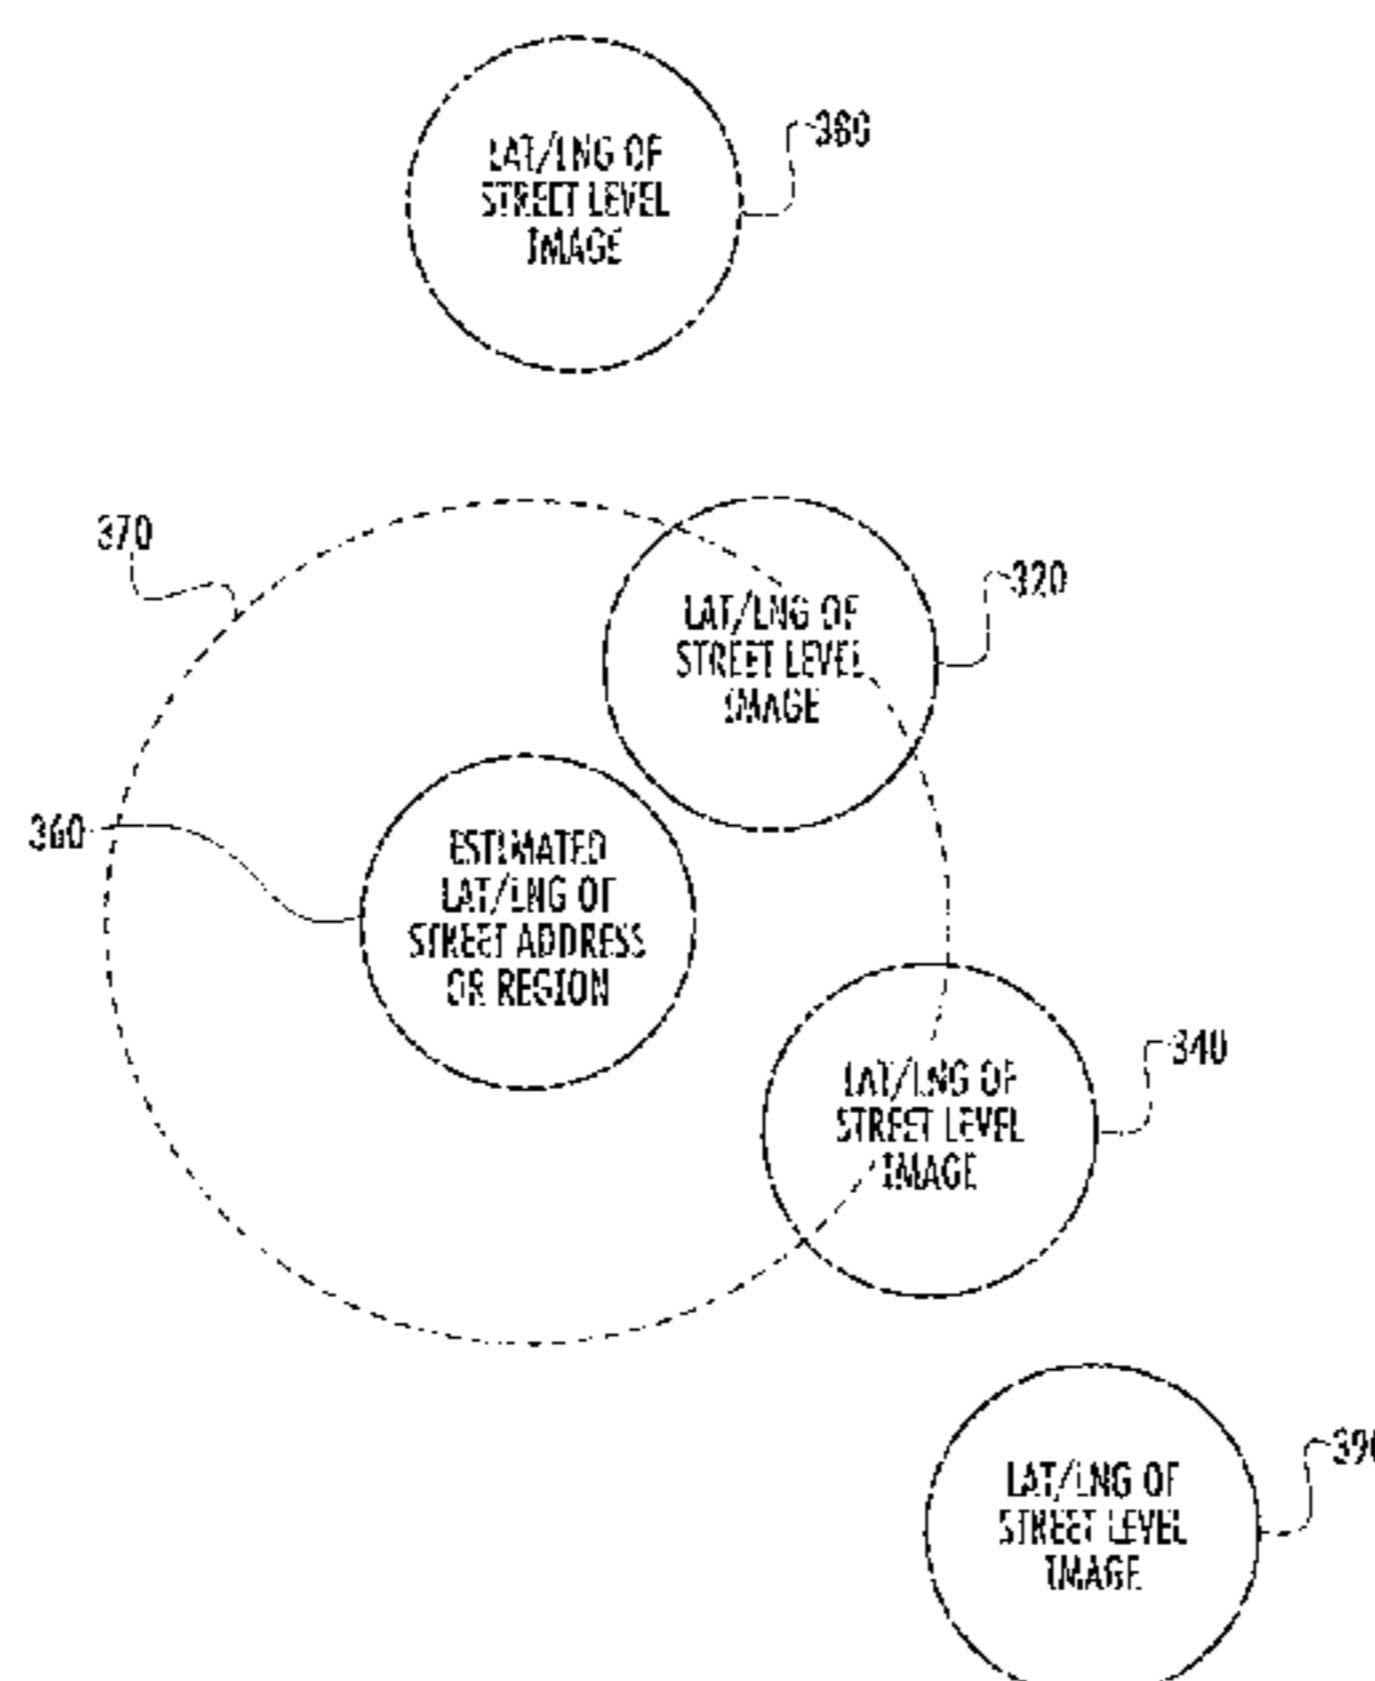 LAT/LNG OF
STREET LEVEL
IMAGE
380
370
LAT/LNG OF
STREET LEVEL
IMAGE
320
360
ESTIMATED
LAT/LNG OF
STREET ADDRESS
OR REGION
LAT/LNG OF
STREET LEVEL
IMAGE
340
LAT/LNG OF
STREET LEVEL
IMAGE
390